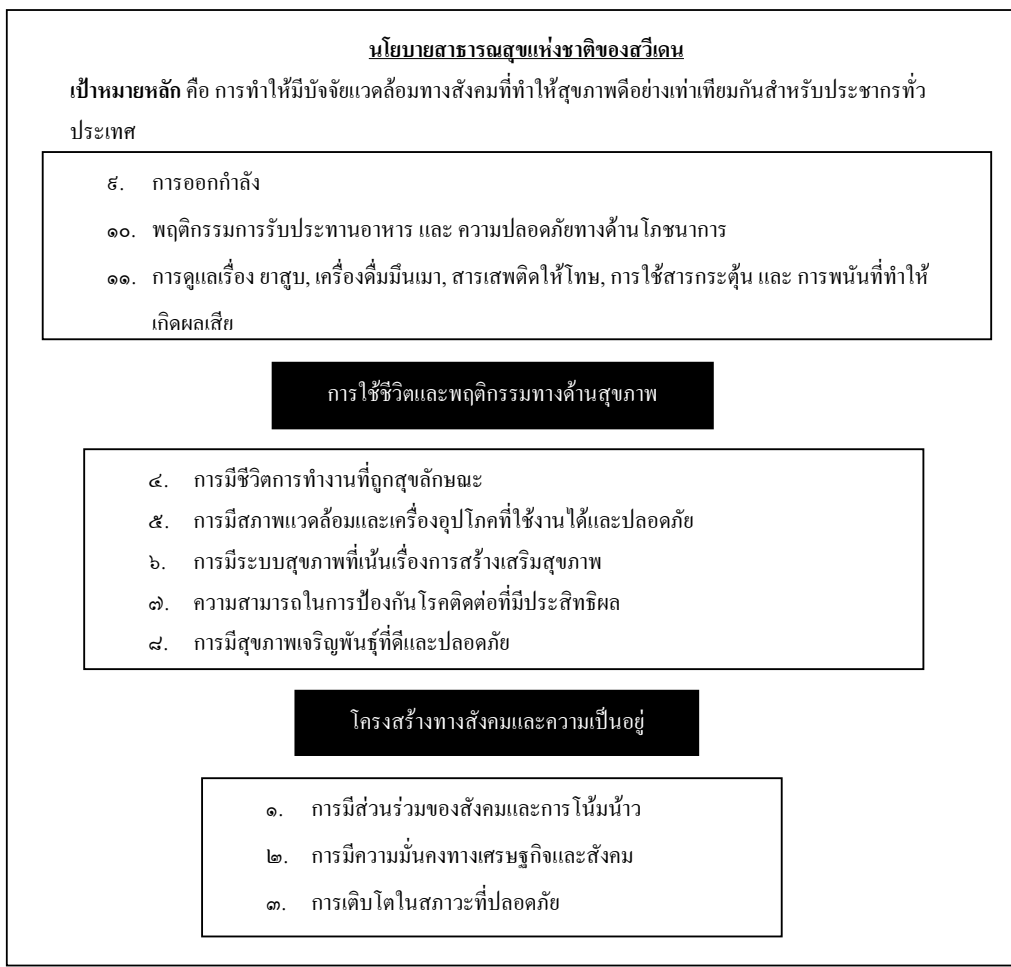 นโยบายสาธารณสุขแห่งชาติของสวีเดน
เป้าหมายหลัก คือ การทำให้มีปัจจัยแวดล้อมทางสังคมที่ทำให้สุขภาพดีอย่างเท่าเทียมกันสำหรับประชากรทั่ว
ประเทศ
๙. การออกกำลัง
๑๐. พฤติกรรมการรับประทานอาหาร และ ความปลอดภัยทางด้านโภชนาการ
๑๑. การดูแลเรื่อง ยาสูบ, เครื่องดื่มมึนเมา, สารเสพติดให้โทษ, การใช้สารกระตุ้น และ การพนันที่ทำให้
เกิดผลเสีย
การใช้ชีวิตและพฤติกรรมทางด้านสุขภาพ
๔. การมีชีวิตการทำงานที่ถูกสุขลักษณะ
๕. การมีสภาพแวดล้อมและเครื่องอุปโภคที่ใช้งานได้และปลอดภัย
๖. การมีระบบสุขภาพที่เน้นเรื่องการสร้างเสริมสุขภาพ
๗. ความสามารถในการป้องกันโรคติดต่อที่มีประสิทธิผล
๘. การมีสุขภาพเจริญพันธุ์ที่ดีและปลอดภัย
โครงสร้างทางสังคมและความเป็นอยู่
๑. การมีส่วนร่วมของสังคมและการโน้มน้าว
๒. การมีความมั่นคงทางเศรษฐกิจและสังคม
๓. การเติบโตในสภาวะที่ปลอดภัย